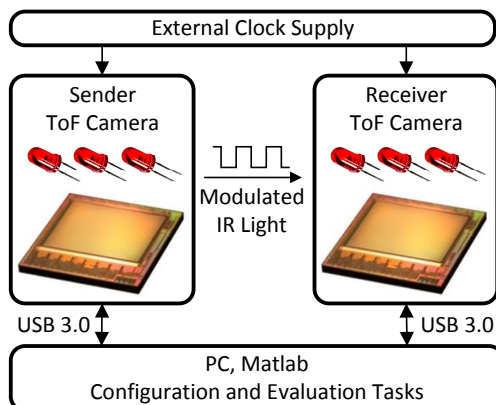 External Clock Supply
Sender
ToF Camera
Receiver
ToF Camera
Modulated
IR Light
USB 3.0
USB 3.0
PC, Matlab
Configuration and Evaluation Tasks